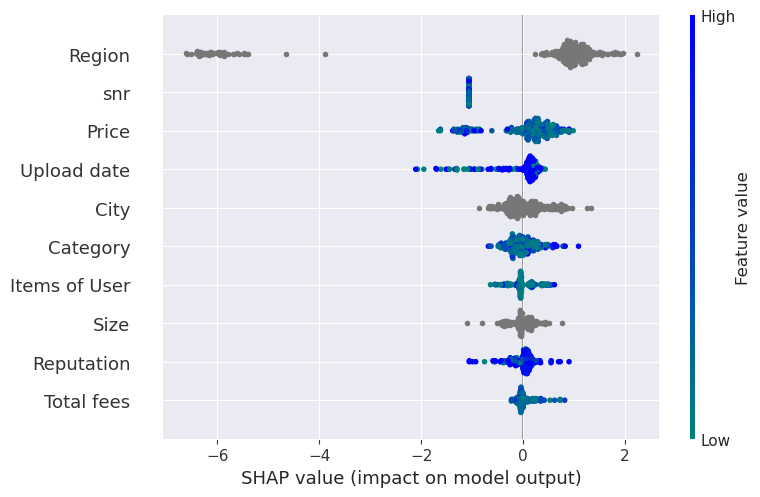 High
Region
snr
Price
Upload date
City
Category
Items of User
Size
Reputation
Total fees
Feature value
Low
−6
−4
−2
0
2
SHAP value (impact on model output)